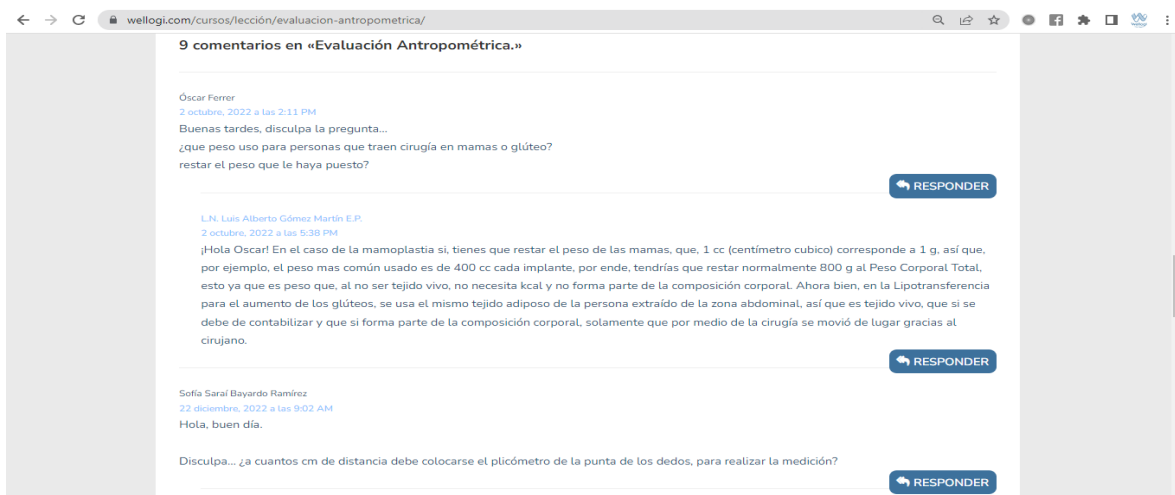 wellogi.com/cursos/lección/evaluacion-antropometrica/
9 comentarios en «Evaluación Antropométrica.»
Óscar Ferrer
2 octubre, 2022 a las 2:11 PM
Buenas tardes, disculpa la pregunta...
¿que peso uso para personas que traen cirugía en mamas o glúteo?
restar el peso que le haya puesto?
RESPONDER
L.N. Luis Alberto Gómez Martín E.P.
2 octubre, 2022 a las 5:38 PM
¡Hola Oscar! En el caso de la mamoplastia si, tienes que restar el peso de las mamas, que, 1 cc (centímetro cubico) corresponde a 1 g, así que,
por ejemplo, el peso mas común usado es de 400 cc cada implante, por ende, tendrías que restar normalmente 800 g al Peso Corporal Total,
esto ya que es peso que, al no ser tejido vivo, no necesita kcal y no forma parte de la composición corporal. Ahora bien, en la Lipotransferencia
para el aumento de los glúteos, se usa el mismo tejido adiposo de la persona extraído de la zona abdominal, así que es tejido vivo, que si se
debe de contabilizar y que si forma parte de la composición corporal, solamente que por medio de la cirugía se movió de lugar gracias al
cirujano.
RESPONDER
Sofía Saraí Bayardo Ramírez
22 diciembre, 2022 a las 9:02 AM
Hola, buen día.
Disculpa... ¿a cuantos cm de distancia debe colocarse el plicómetro de la punta de los dedos, para realizar la medición?
RESPONDER